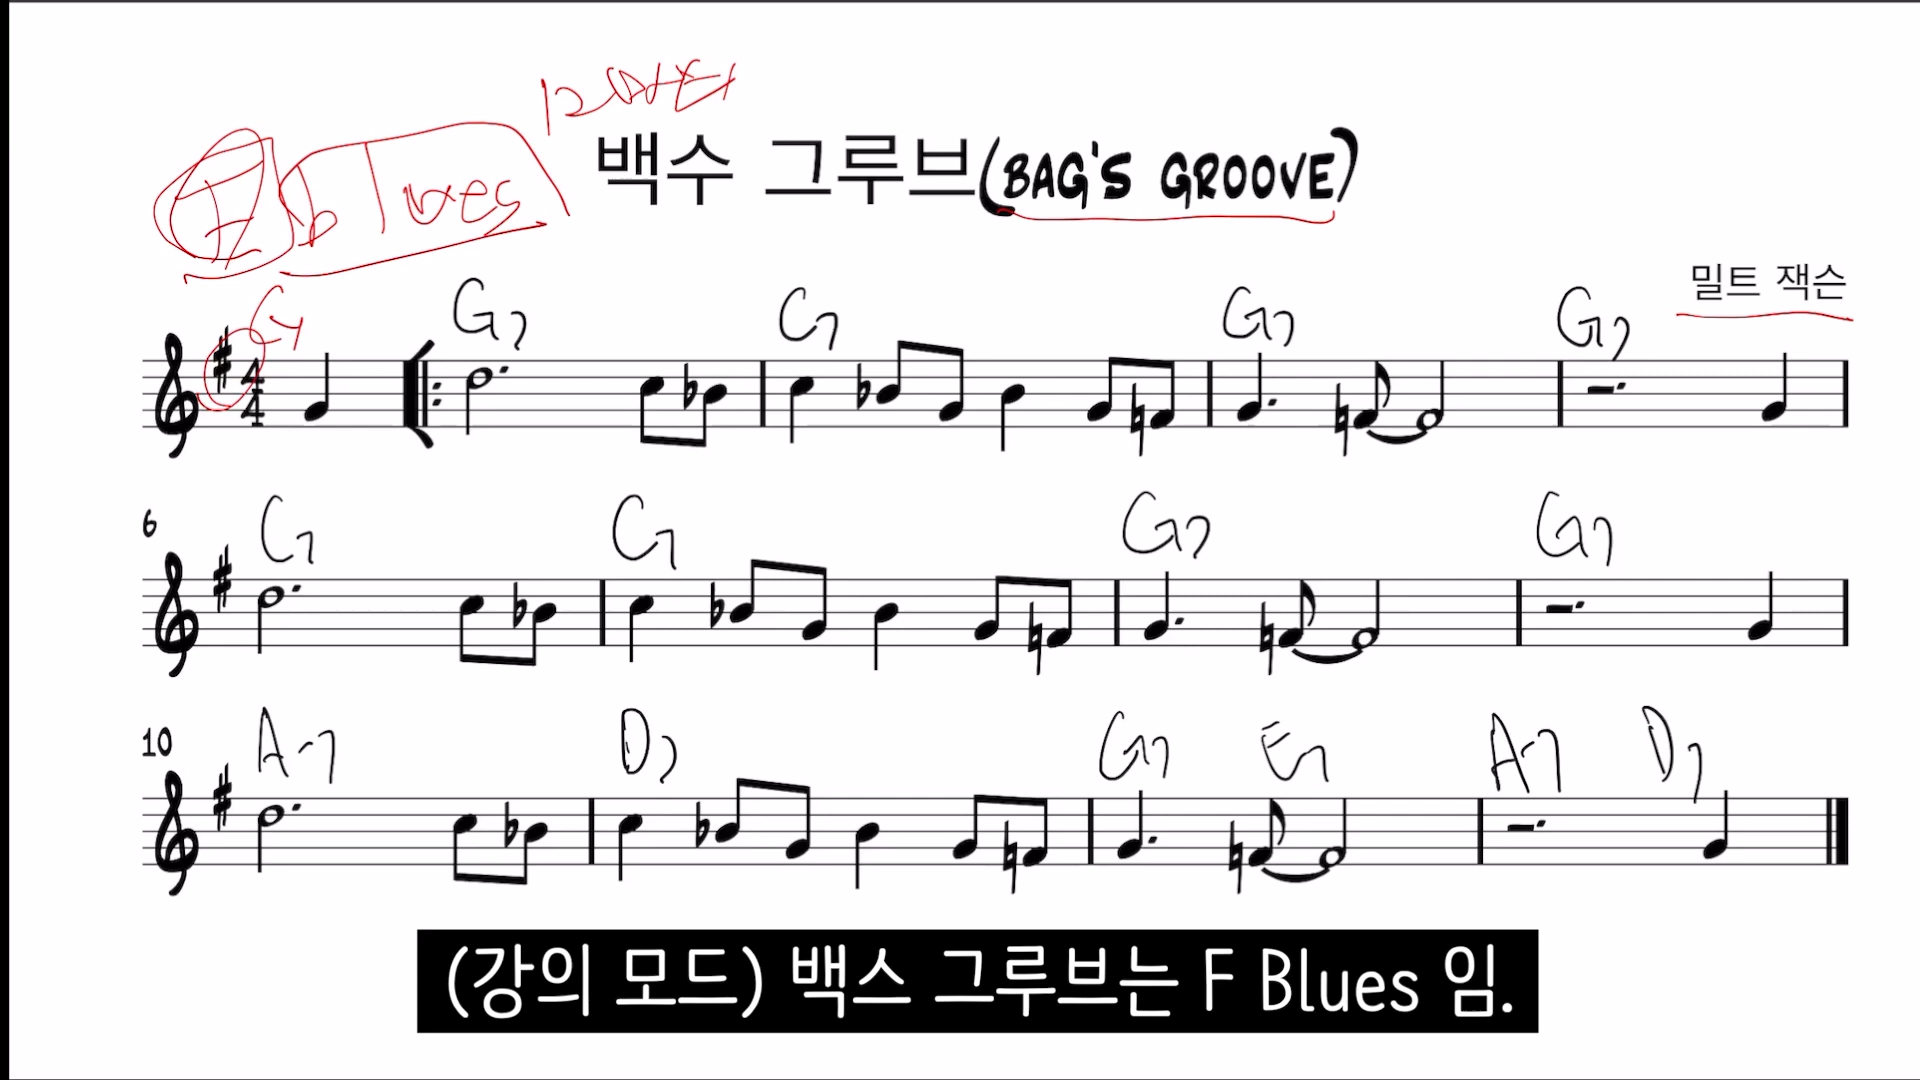 12마디
백수 그루브(BAG'S GROOVE)
F Blues
밀트 잭슨
G7 C7 G7 G7
4
4
6
C7 C7 G7 G7
10
A-7 D7 G7 E7 A-7 D7
(강의 모드) 백스 그루브는 F Blues 임.